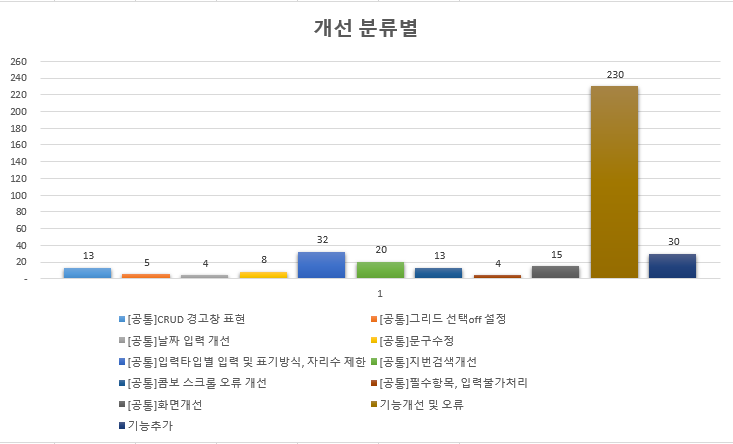 개선 분류별
260
240
220
200
180
160
140
120
100
80
60
40
20
-
13
5
4
8
32
20
13
4
15
230
30
1
[공통]CRUD 경고창 표현
[공통]그리드 선택off 설정
[공통]날짜 입력 개선
[공통]문구수정
[공통]입력타입별 입력 및 표기방식, 자리수 제한
[공통]지번검색개선
[공통]콤보 스크롤 오류 개선
[공통]필수항목, 입력불가처리
[공통]화면개선
기능개선 및 오류
기능추가